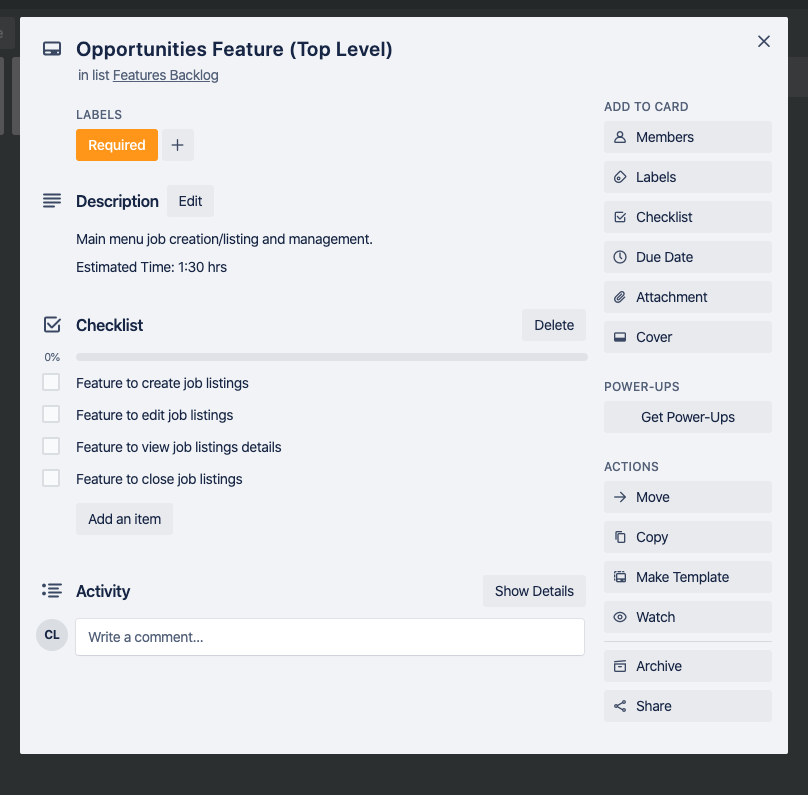 Opportunities Feature (Top Level)
in list Features Backlog
LABELS
Required
Description Edit
Main menu job creation/listing and management.
Estimated Time: 1:30 hrs
Checklist Delete
0%
Feature to create job listings
Feature to edit job listings
Feature to view job listings details
Feature to close job listings
Add an item
Activity Show Details
CL Write a comment...
ADD TO CARD
Members
Labels
Checklist
Due Date
Attachment
Cover
POWER-UPS
Get Power-Ups
ACTIONS
Move
Copy
Make Template
Watch
Archive
Share